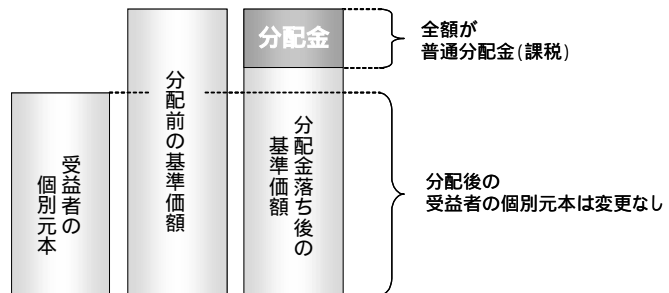 受益者の
個別元本
分配前の基準価額
分配金
分配金落ち後の
基準価額
全額が
普通分配金(課税)
分配後の
受益者の個別元本は変更なし